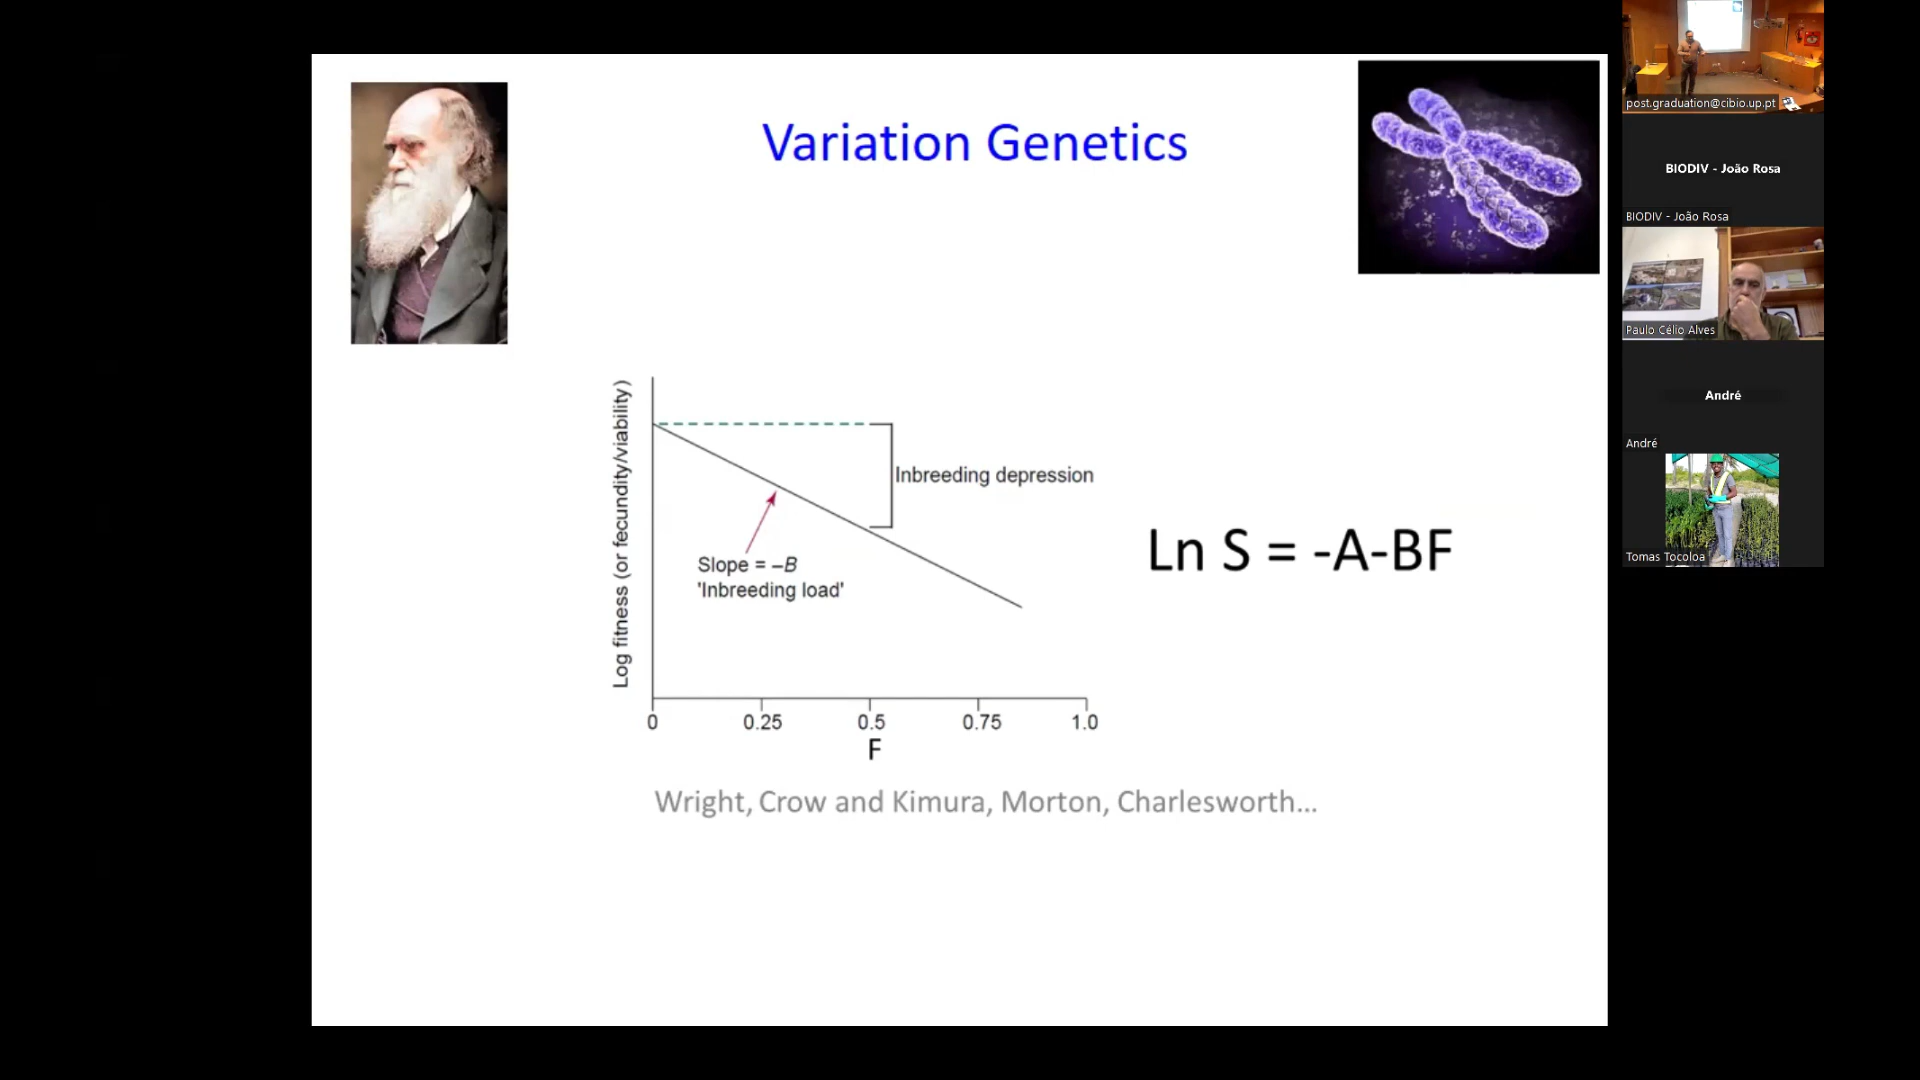 Variation Genetics
Log fitness (or fecundity/viability)
Inbreeding depression
Slope = –B
'Inbreeding load'
0 0.25 0.5 0.75 1.0
F
Ln S = -A-BF
Wright, Crow and Kimura, Morton, Charlesworth...
post.graduation@cibio.up.pt
BIODIV - João Rosa
BIODIV - João Rosa
Paulo Célio Alves
André
André
Tomas Tocoloa